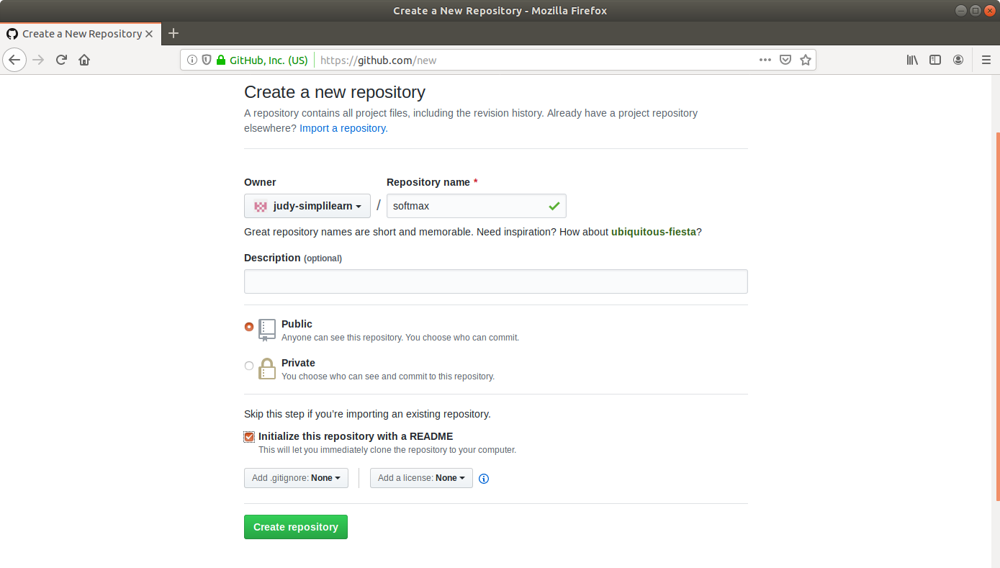 Create a New Repository - Mozilla Firefox
Create a New Repository
GitHub, Inc. (US) https://github.com/new
Create a new repository
A repository contains all project files, including the revision history. Already have a project repository
elsewhere? Import a repository.
Owner Repository name *
judy-simplilearn / softmax
Great repository names are short and memorable. Need inspiration? How about ubiquitous-fiesta?
Description (optional)
Public
Anyone can see this repository. You choose who can commit.
Private
You choose who can see and commit to this repository.
Skip this step if you're importing an existing repository.
Initialize this repository with a README
This will let you immediately clone the repository to your computer.
Add .gitignore: None Add a license: None
Create repository